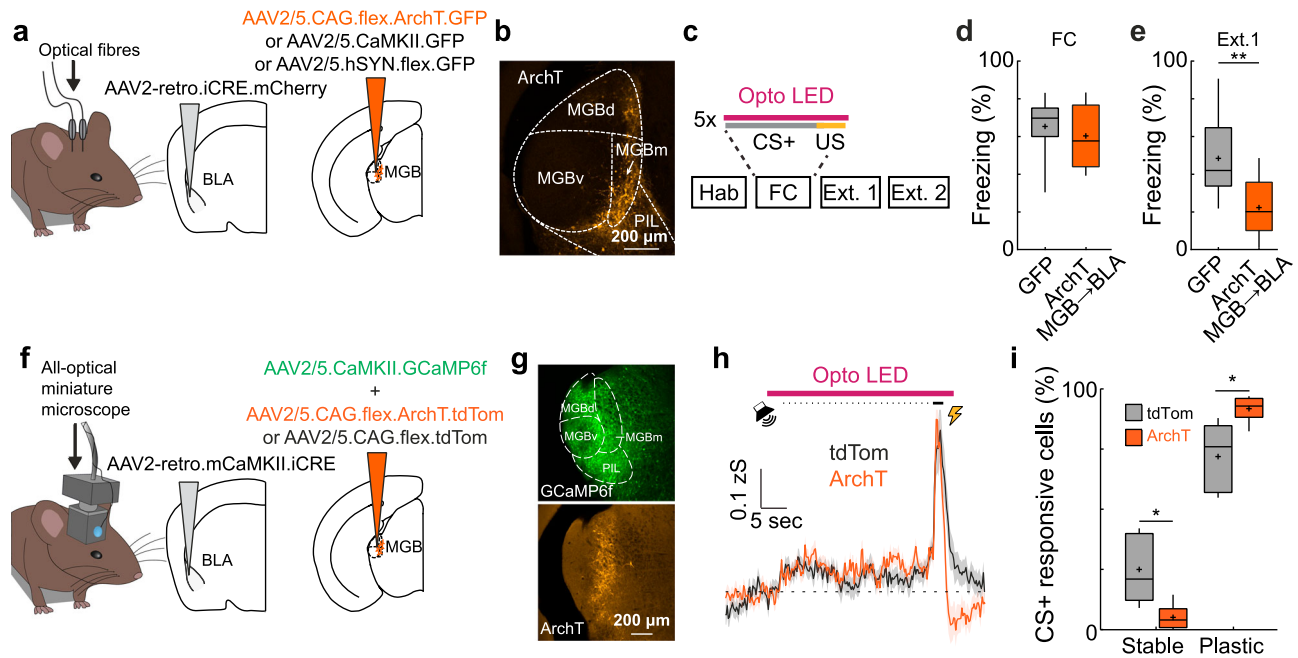 a
Optical fibres
AAV2/5.CAG.flex.ArchT.GFP
or AAV2/5.CaMKII.GFP
or AAV2/5.hSYN.flex.GFP
AAV2-retro.iCRE.mCherry
BLA
MGB
b
ArchT
MGBd
MGBm
MGBv
PIL
200 µm
c
Opto LED
5x
CS+
US
Hab
FC
Ext. 1
Ext. 2
d
FC
100
Freezing (%)
0
GFP
ArchT
MGB→BLA
e
Ext.1
**
100
Freezing (%)
0
GFP
ArchT
MGB→BLA
f
All-optical
miniature
microscope
AAV2/5.CaMKII.GCaMP6f
+
AAV2/5.CAG.flex.ArchT.tdTom
or AAV2/5.CAG.flex.tdTom
AAV2-retro.mCaMKII.iCRE
BLA
MGB
g
MGBd
MGBv
MGBm
PIL
GCaMP6f
ArchT
200 µm
h
Opto LED
tdTom
ArchT
0.1 zS
5 sec
i
CS+ responsive cells (%)
100
0
tdTom
ArchT
*
*
Stable
Plastic